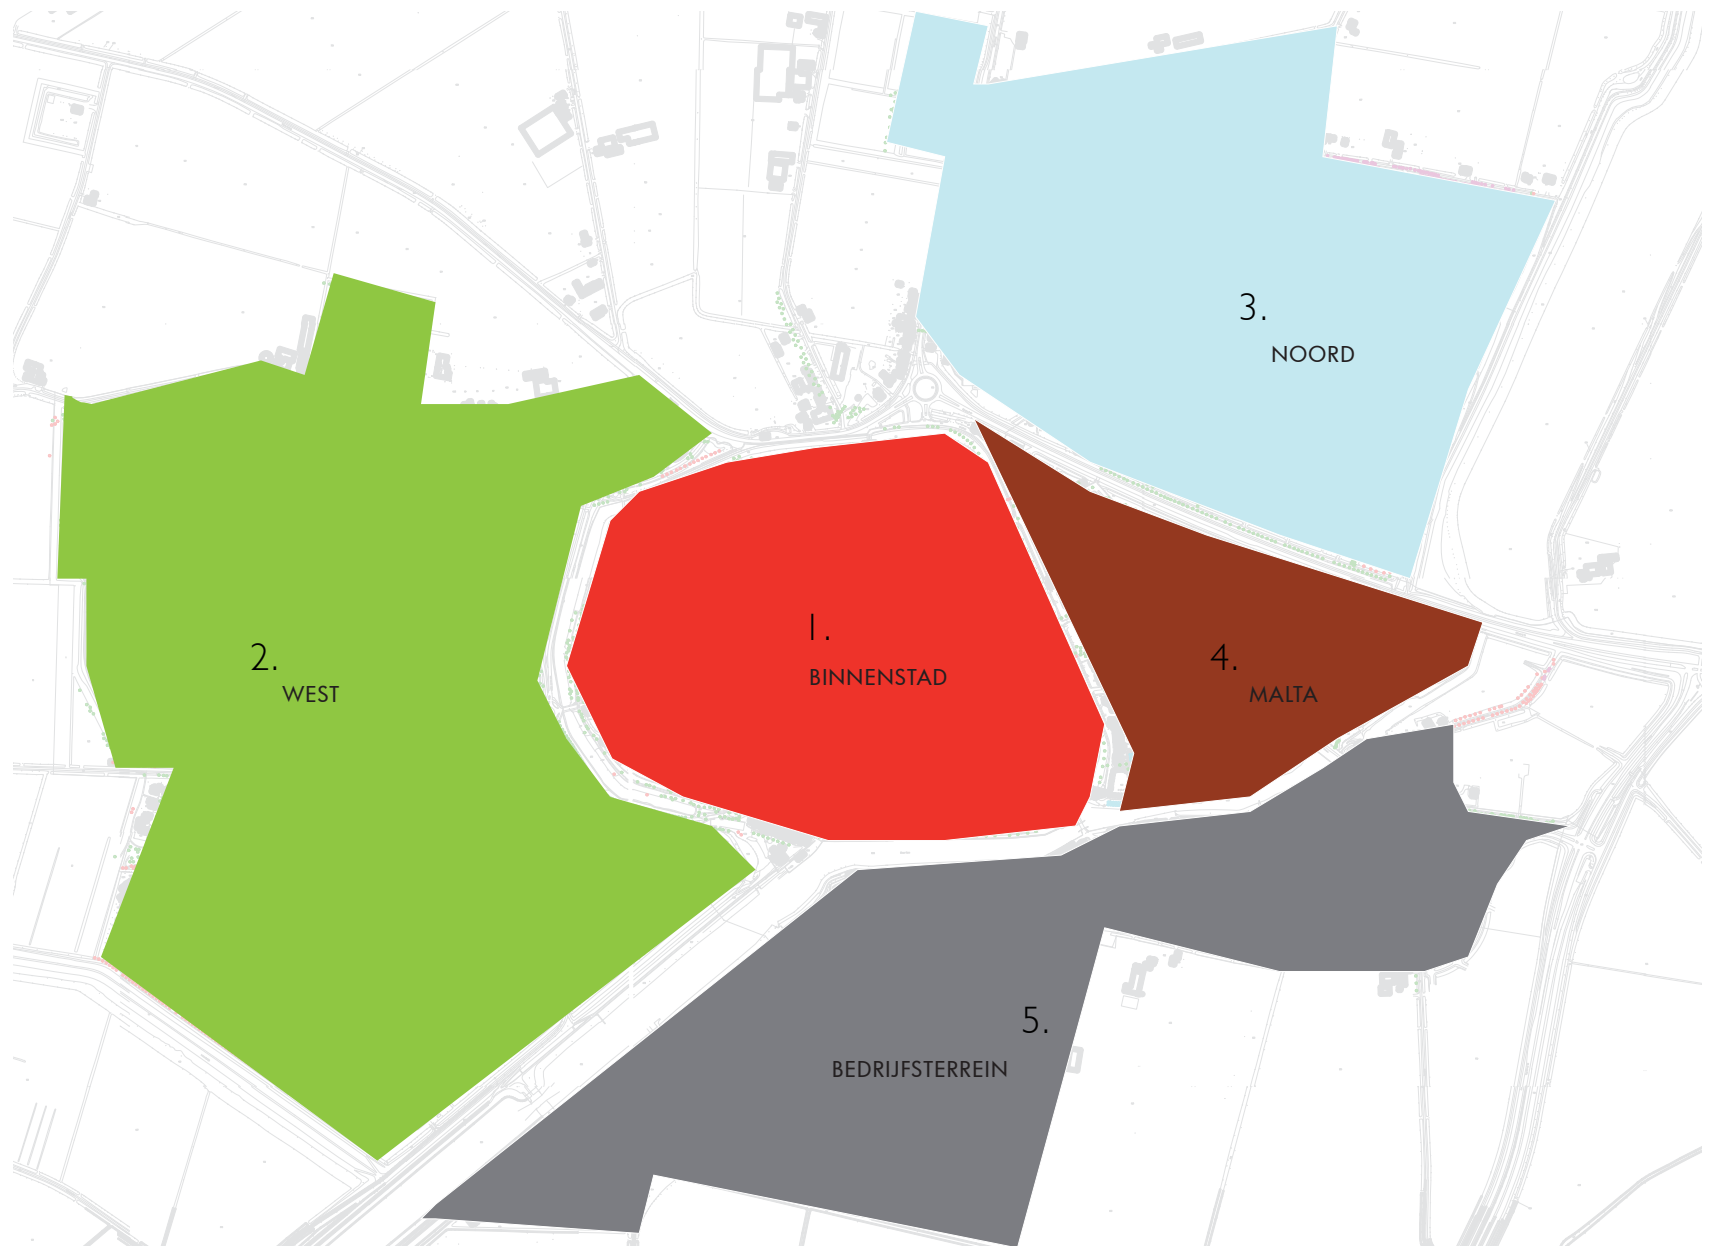 3.
NOORD
1.
BINNENSTAD
2.
WEST
4.
MALTA
5.
BEDRIJFSTERREIN